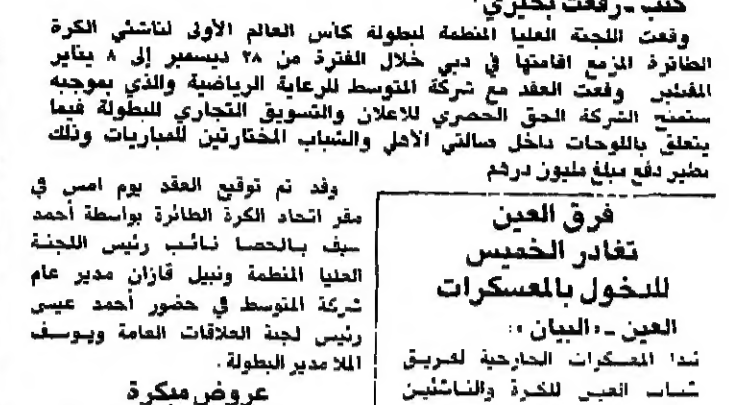 كتب ـ رفعت بحيري:
وقعت اللجنة العليا المنظمة لبطولة كأس العالم الأولى لناشئي الكرة
الطائرة المزمع اقامتها في دبي خلال الفترة من ٢٨ ديسمبر إلى ٨ يناير
المقبلين وقعت العقد مع شركة المتوسط للرعاية الرياضية والذي بموجبه
ستمنح الشركة الحق الحصري للاعلان والتسويق التجاري للبطولة فيما
يتعلق باللوحات داخل صالتي الأهلي والشباب المختارتين للمباريات وذلك
نظير دفع مبلغ مليون درهم
وقد تم توقيع العقد يوم امس في
مقر اتحاد الكرة الطائرة بواسطة أحمد
سيف بالحصا نائب رئيس اللجنة
العليا المنظمة ونبيل قازان مدير عام
شركة المتوسط في حضور أحمد عيسى
رئيس لجنة العلاقات العامة ويوسف
الملا مدير البطولة .
عروض مبكرة
فرق العين
تغادر الخميس
للدخول بالمعسكرات
العين ـ «البيان»:
تبدأ المعسكرات الخارجية لفريق
شباب العين للكرة والناشئين